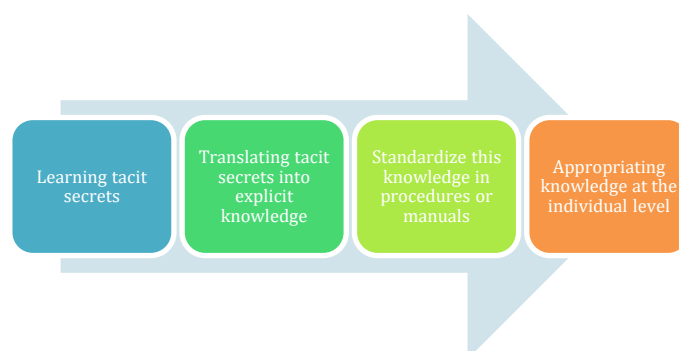 Learning tacit
secrets
Translating tacit
secrets into
explicit
knowledge
Standardize this
knowledge in
procedures or
manuals
Appropriating
knowledge at the
individual level